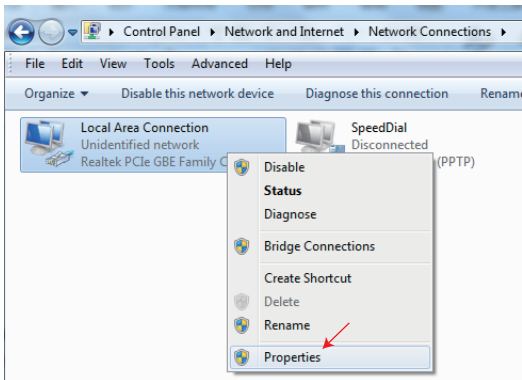 Control Panel ▸ Network and Internet ▸ Network Connections ▸
File Edit View Tools Advanced Help
Organize ▾ Disable this network device Diagnose this connection Rename
Local Area Connection
Unidentified network
Realtek PCIe GBE Family
SpeedDial
Disconnected
(PPTP)
Disable
Status
Diagnose
Bridge Connections
Create Shortcut
Delete
Rename
Properties